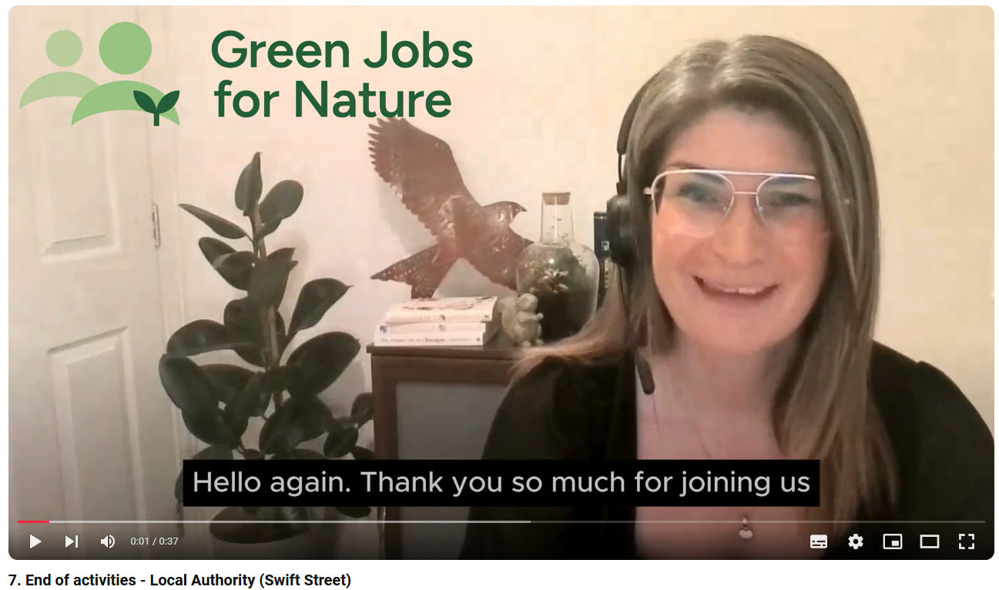 Green Jobs
for Nature
Hello again. Thank you so much for joining us
0:01 / 0:37
7. End of activities - Local Authority (Swift Street)